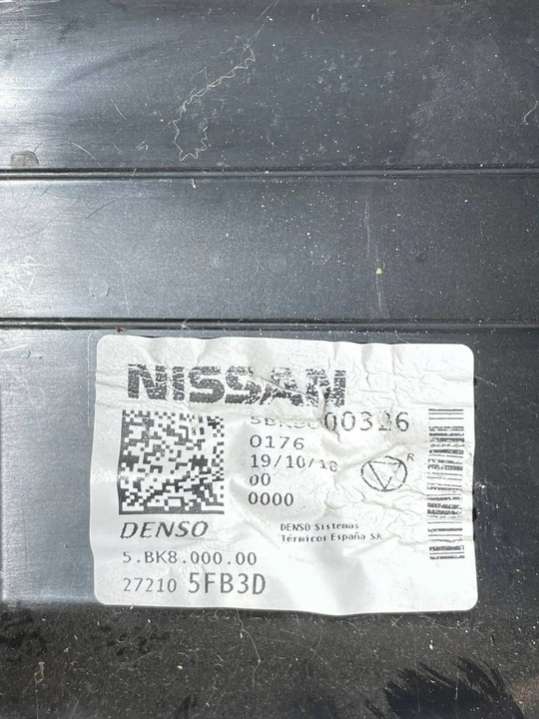 NISSAN
00326
0176
19/10/18
00
0000
R
DENSO
DENSO Sistemas
Térmicos España SA
5.BK8.000.00
27210 5FB3D